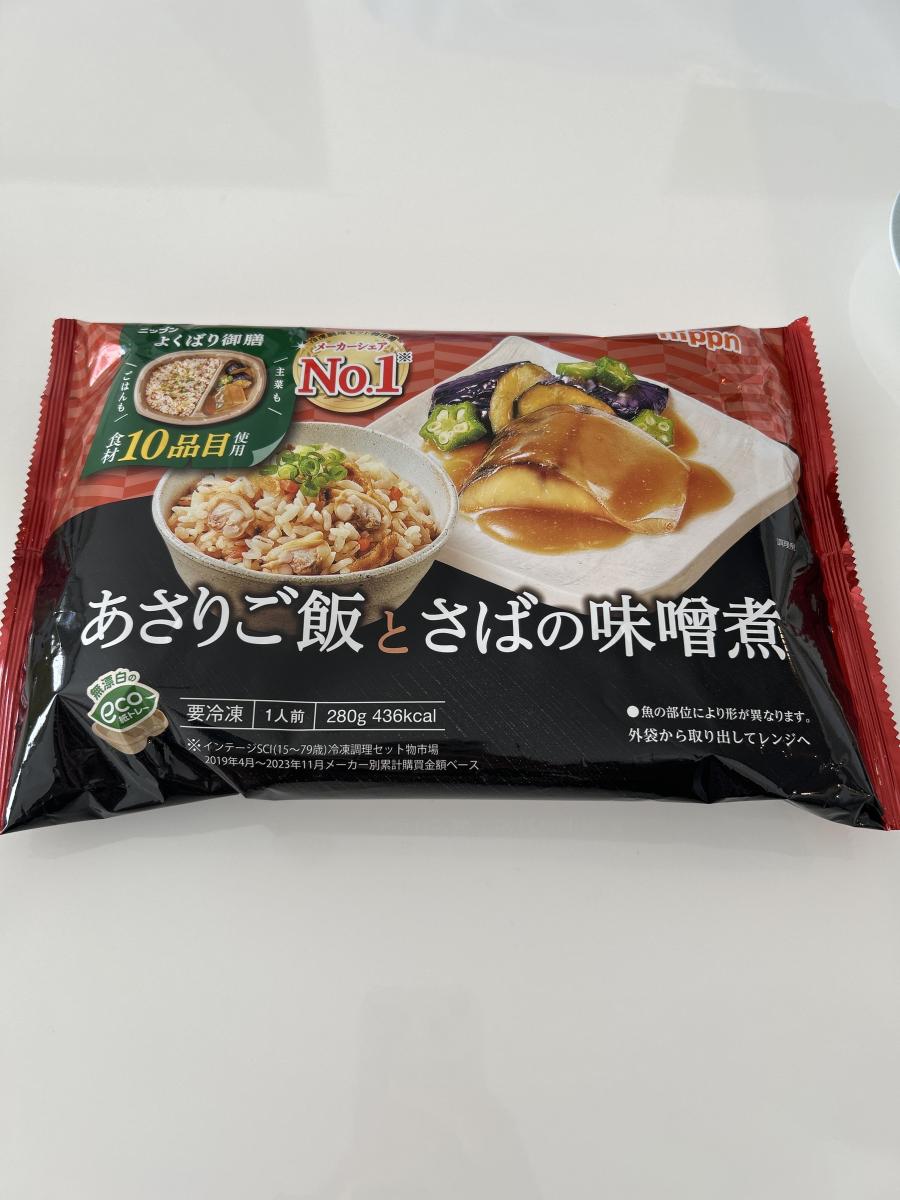 ニップン
よくばり御膳
ごはんも
主菜も
食材10品目使用
メーカーシェア
No.1※
nippn
あさりご飯とさばの味噌煮
無漂白の
eco
紙トレー
要冷凍 1人前 280g 436kcal
※インテージSCI(15〜79歳)冷凍調理セット物市場
2019年4月〜2023年11月メーカー別累計購買金額ベース
●魚の部位により形が異なります。
外袋から取り出してレンジへ